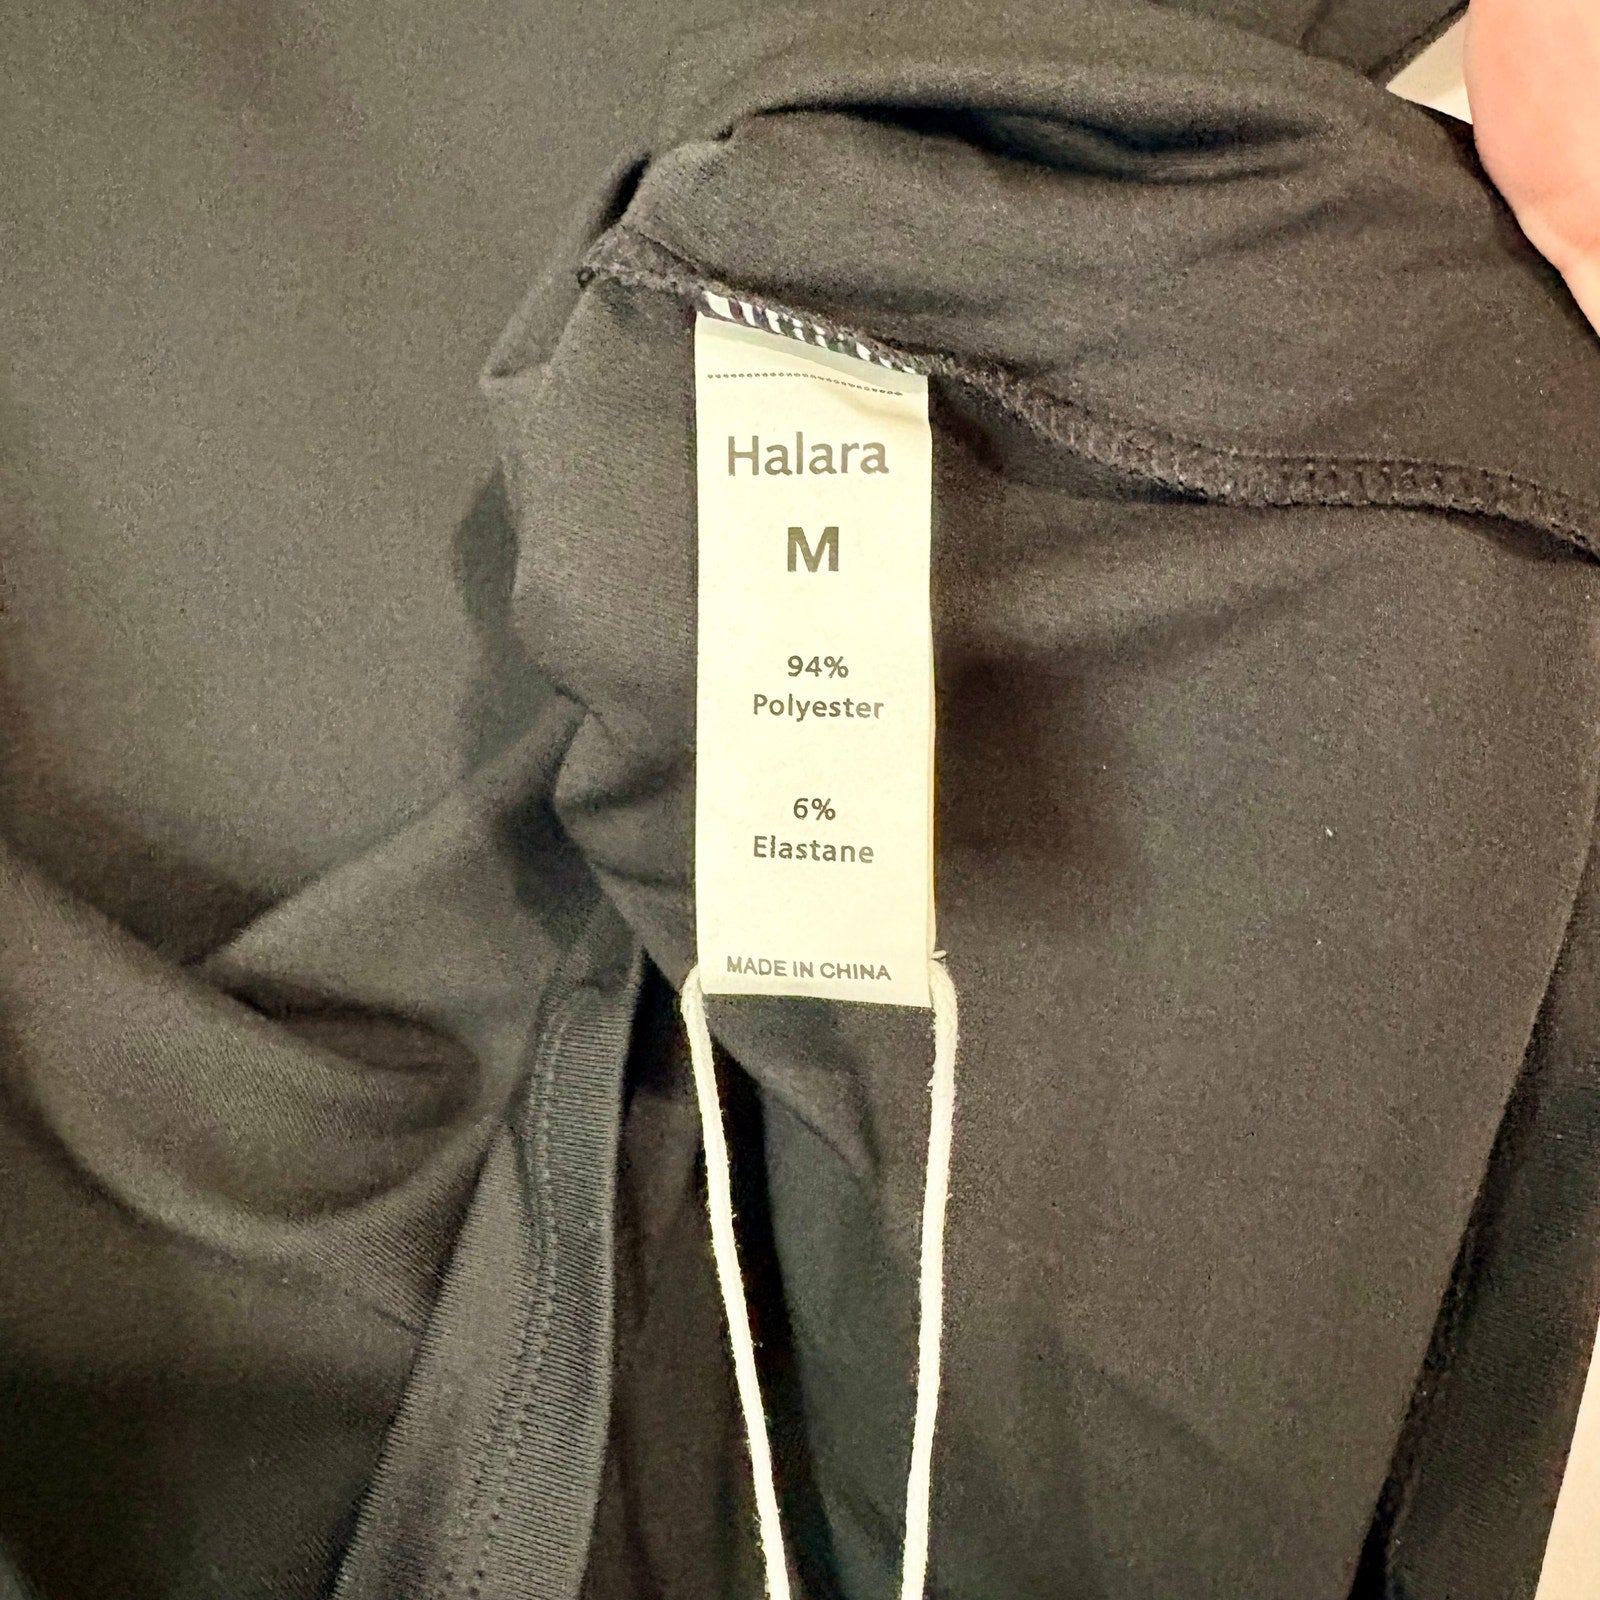 Halara
M
94%
Polyester
6%
Elastane
MADE IN CHINA